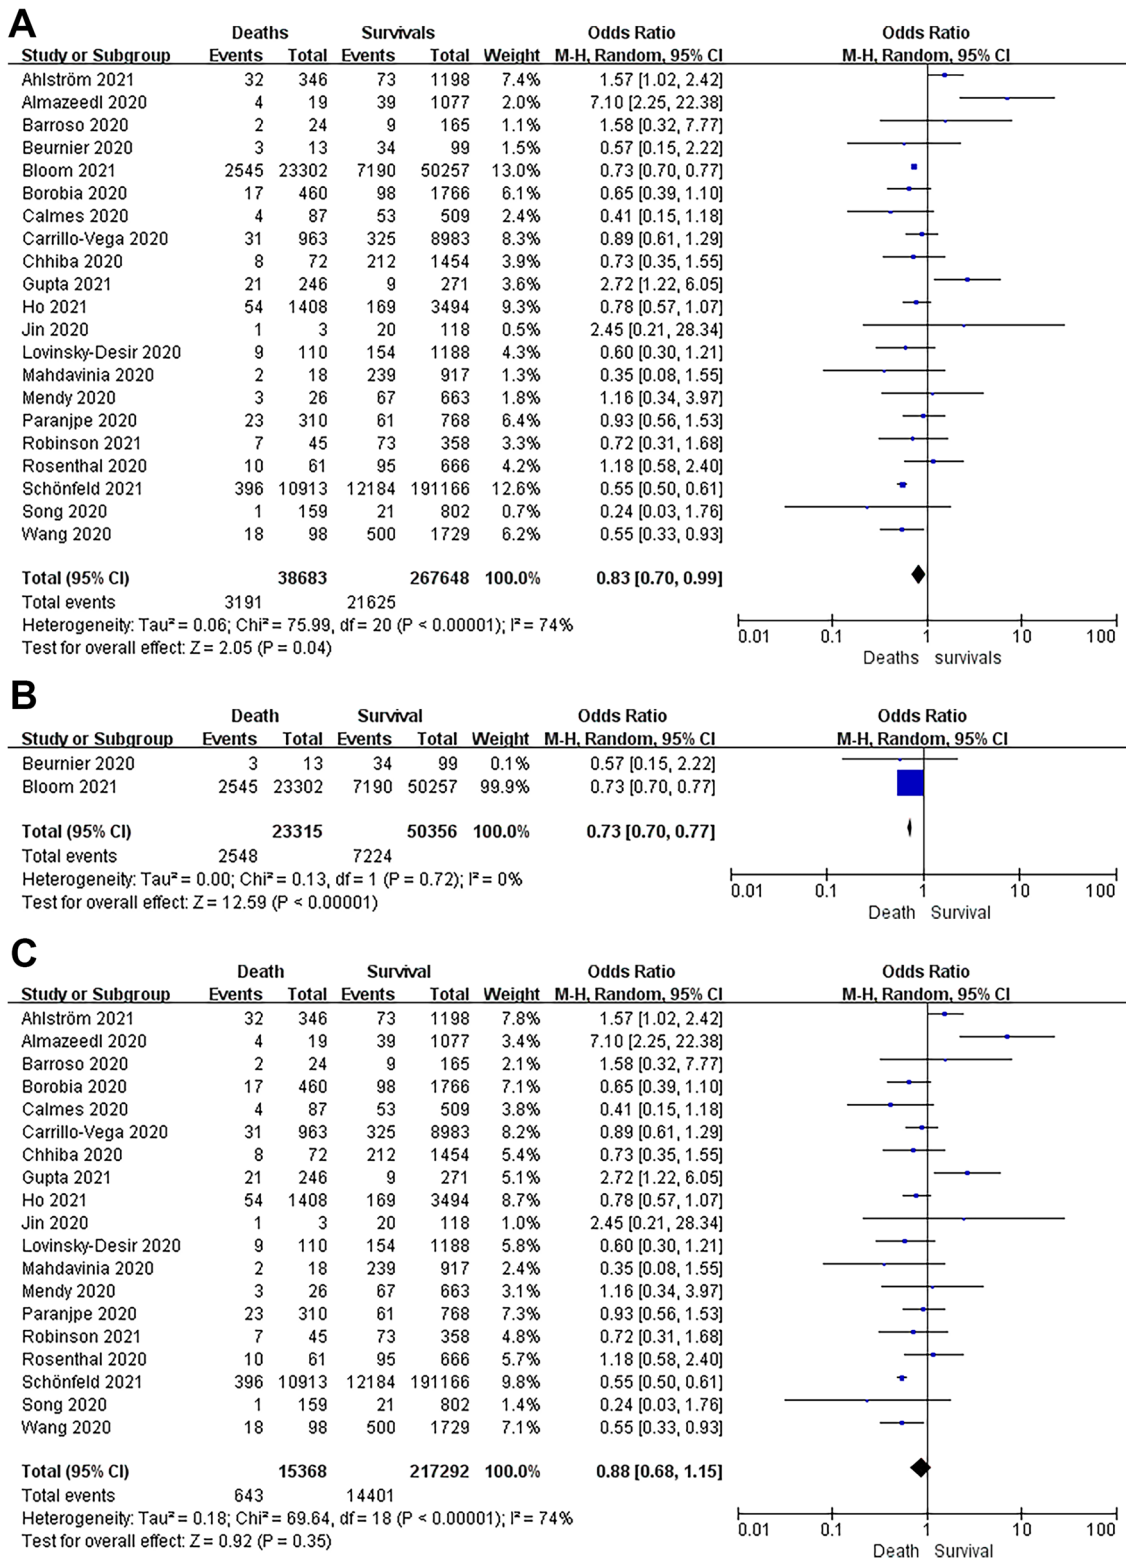 A
Deaths Survivals Odds Ratio Odds Ratio
Study or Subgroup Events Total Events Total Weight M-H, Random, 95% CI M-H, Random, 95% CI
Ahlström 2021 32 346 73 1198 7.4% 1.57 [1.02, 2.42]
Almazeedl 2020 4 19 39 1077 2.0% 7.10 [2.25, 22.38]
Barroso 2020 2 24 9 165 1.1% 1.58 [0.32, 7.77]
Beurnier 2020 3 13 34 99 1.5% 0.57 [0.15, 2.22]
Bloom 2021 2545 23302 7190 50257 13.0% 0.73 [0.70, 0.77]
Borobia 2020 17 460 98 1766 6.1% 0.65 [0.39, 1.10]
Calmes 2020 4 87 53 509 2.4% 0.41 [0.15, 1.18]
Carrillo-Vega 2020 31 963 325 8983 8.3% 0.89 [0.61, 1.29]
Chhiba 2020 8 72 212 1454 3.9% 0.73 [0.35, 1.55]
Gupta 2021 21 246 9 271 3.6% 2.72 [1.22, 6.05]
Ho 2021 54 1408 169 3494 9.3% 0.78 [0.57, 1.07]
Jin 2020 1 3 20 118 0.5% 2.45 [0.21, 28.34]
Lovinsky-Desir 2020 9 110 154 1188 4.3% 0.60 [0.30, 1.21]
Mahdavinia 2020 2 18 239 917 1.3% 0.35 [0.08, 1.55]
Mendy 2020 3 26 67 663 1.8% 1.16 [0.34, 3.97]
Paranjpe 2020 23 310 61 768 6.4% 0.93 [0.56, 1.53]
Robinson 2021 7 45 73 358 3.3% 0.72 [0.31, 1.68]
Rosenthal 2020 10 61 95 666 4.2% 1.18 [0.58, 2.40]
Schönfeld 2021 396 10913 12184 191166 12.6% 0.55 [0.50, 0.61]
Song 2020 1 159 21 802 0.7% 0.24 [0.03, 1.76]
Wang 2020 18 98 500 1729 6.2% 0.55 [0.33, 0.93]
Total (95% CI) 38683 267648 100.0% 0.83 [0.70, 0.99]
Total events 3191 21625
Heterogeneity: Tau² = 0.06; Chi² = 75.99, df = 20 (P < 0.00001); I² = 74%
Test for overall effect: Z = 2.05 (P = 0.04)
0.01 0.1 1 10 100
Deaths survivals
B
Death Survival Odds Ratio Odds Ratio
Study or Subgroup Events Total Events Total Weight M-H, Random, 95% CI M-H, Random, 95% CI
Beurnier 2020 3 13 34 99 0.1% 0.57 [0.15, 2.22]
Bloom 2021 2545 23302 7190 50257 99.9% 0.73 [0.70, 0.77]
Total (95% CI) 23315 50356 100.0% 0.73 [0.70, 0.77]
Total events 2548 7224
Heterogeneity: Tau² = 0.00; Chi² = 0.13, df = 1 (P = 0.72); I² = 0%
Test for overall effect: Z = 12.59 (P < 0.00001)
0.01 0.1 1 10 100
Death Survival
C
Death Survival Odds Ratio Odds Ratio
Study or Subgroup Events Total Events Total Weight M-H, Random, 95% CI M-H, Random, 95% CI
Ahlström 2021 32 346 73 1198 7.8% 1.57 [1.02, 2.42]
Almazeedl 2020 4 19 39 1077 3.4% 7.10 [2.25, 22.38]
Barroso 2020 2 24 9 165 2.1% 1.58 [0.32, 7.77]
Borobia 2020 17 460 98 1766 7.1% 0.65 [0.39, 1.10]
Calmes 2020 4 87 53 509 3.8% 0.41 [0.15, 1.18]
Carrillo-Vega 2020 31 963 325 8983 8.2% 0.89 [0.61, 1.29]
Chhiba 2020 8 72 212 1454 5.4% 0.73 [0.35, 1.55]
Gupta 2021 21 246 9 271 5.1% 2.72 [1.22, 6.05]
Ho 2021 54 1408 169 3494 8.7% 0.78 [0.57, 1.07]
Jin 2020 1 3 20 118 1.0% 2.45 [0.21, 28.34]
Lovinsky-Desir 2020 9 110 154 1188 5.8% 0.60 [0.30, 1.21]
Mahdavinia 2020 2 18 239 917 2.4% 0.35 [0.08, 1.55]
Mendy 2020 3 26 67 663 3.1% 1.16 [0.34, 3.97]
Paranjpe 2020 23 310 61 768 7.3% 0.93 [0.56, 1.53]
Robinson 2021 7 45 73 358 4.8% 0.72 [0.31, 1.68]
Rosenthal 2020 10 61 95 666 5.7% 1.18 [0.58, 2.40]
Schönfeld 2021 396 10913 12184 191166 9.8% 0.55 [0.50, 0.61]
Song 2020 1 159 21 802 1.4% 0.24 [0.03, 1.76]
Wang 2020 18 98 500 1729 7.1% 0.55 [0.33, 0.93]
Total (95% CI) 15368 217292 100.0% 0.88 [0.68, 1.15]
Total events 643 14401
Heterogeneity: Tau² = 0.18; Chi² = 69.64, df = 18 (P < 0.00001); I² = 74%
Test for overall effect: Z = 0.92 (P = 0.35)
0.01 0.1 1 10 100
Death Survival